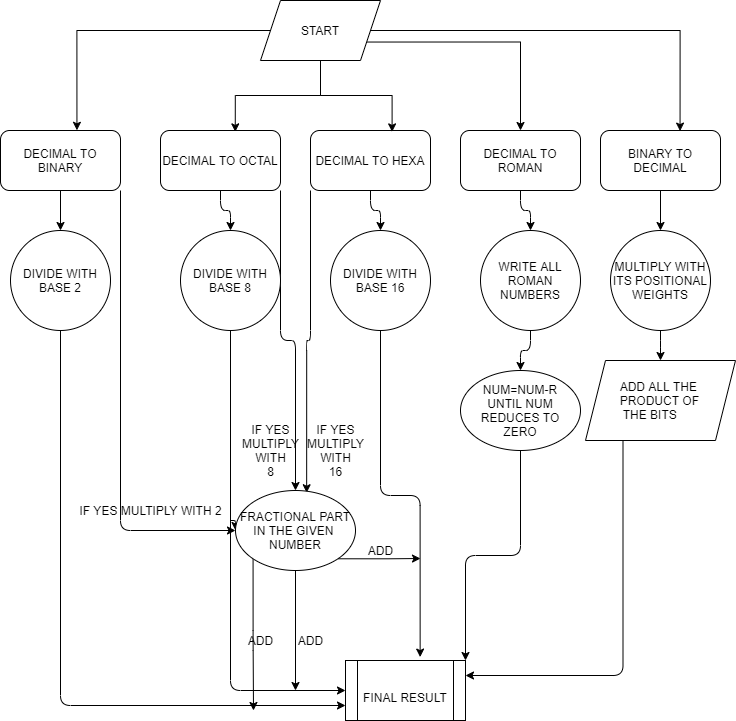 START
DECIMAL TO
BINARY
DECIMAL TO OCTAL
DECIMAL TO HEXA
DECIMAL TO
ROMAN
BINARY TO
DECIMAL
DIVIDE WITH
BASE 2
DIVIDE WITH
BASE 8
DIVIDE WITH
BASE 16
WRITE ALL
ROMAN
NUMBERS
MULTIPLY WITH
ITS POSITIONAL
WEIGHTS
NUM=NUM-R
UNTIL NUM
REDUCES TO
ZERO
ADD ALL THE
PRODUCT OF
THE BITS
IF YES
MULTIPLY
WITH
8
IF YES
MULTIPLY
WITH
16
IF YES MULTIPLY WITH 2
FRACTIONAL PART
IN THE GIVEN
NUMBER
ADD
ADD
ADD
FINAL RESULT